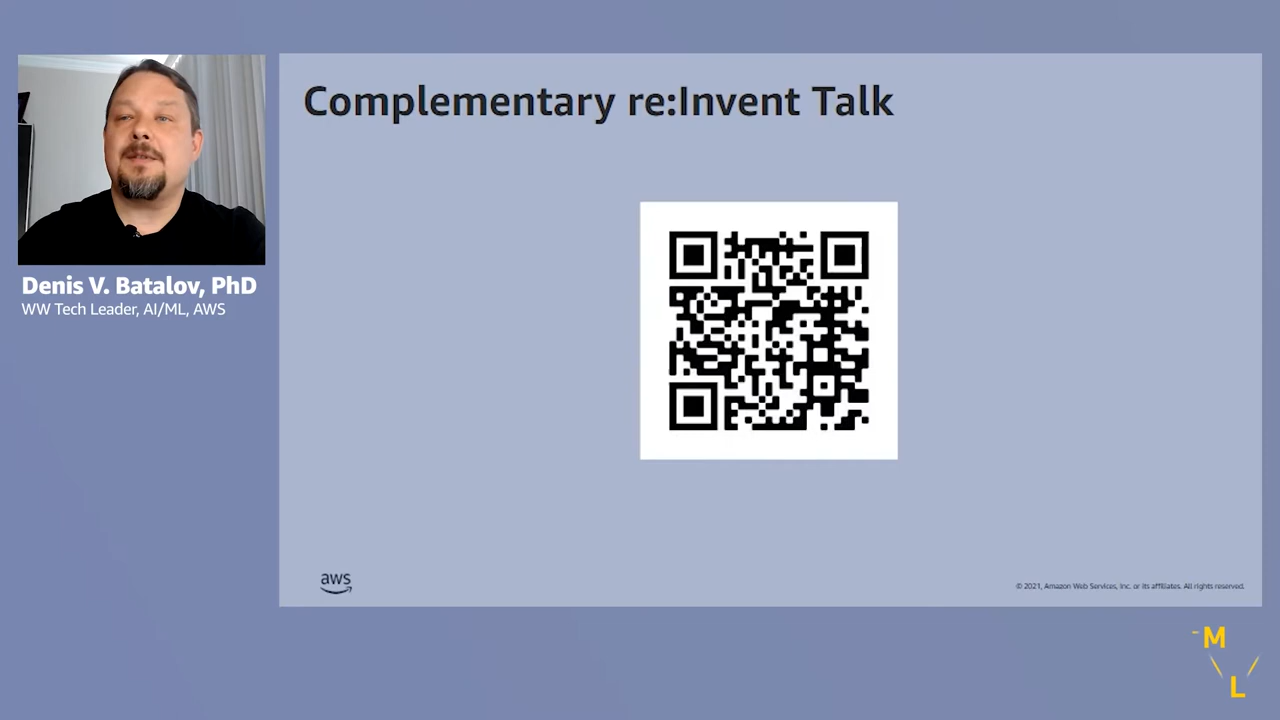 Complementary re:Invent Talk
Denis V. Batalov, PhD
WW Tech Leader, AI/ML, AWS
aws
© 2021, Amazon Web Services, Inc. or its affiliates. All rights reserved.
M
L